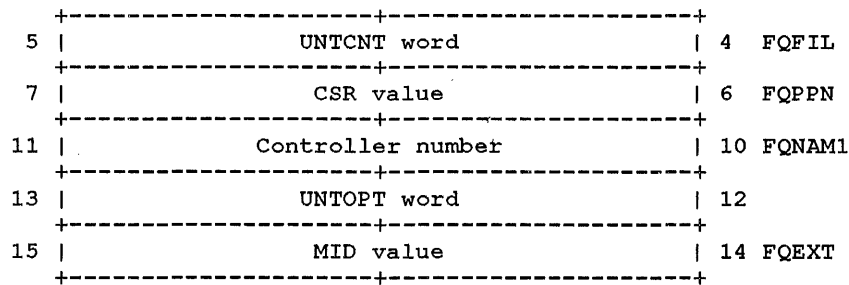 +-------------------+-------------------+
5 | UNTCNT word | 4 FQFIL
+-------------------+-------------------+
7 | CSR value | 6 FQPPN
+-------------------+-------------------+
11 | Controller number | 10 FQNAM1
+-------------------+-------------------+
13 | UNTOPT word | 12
+-------------------+-------------------+
15 | MID value | 14 FQEXT
+-------------------+-------------------+